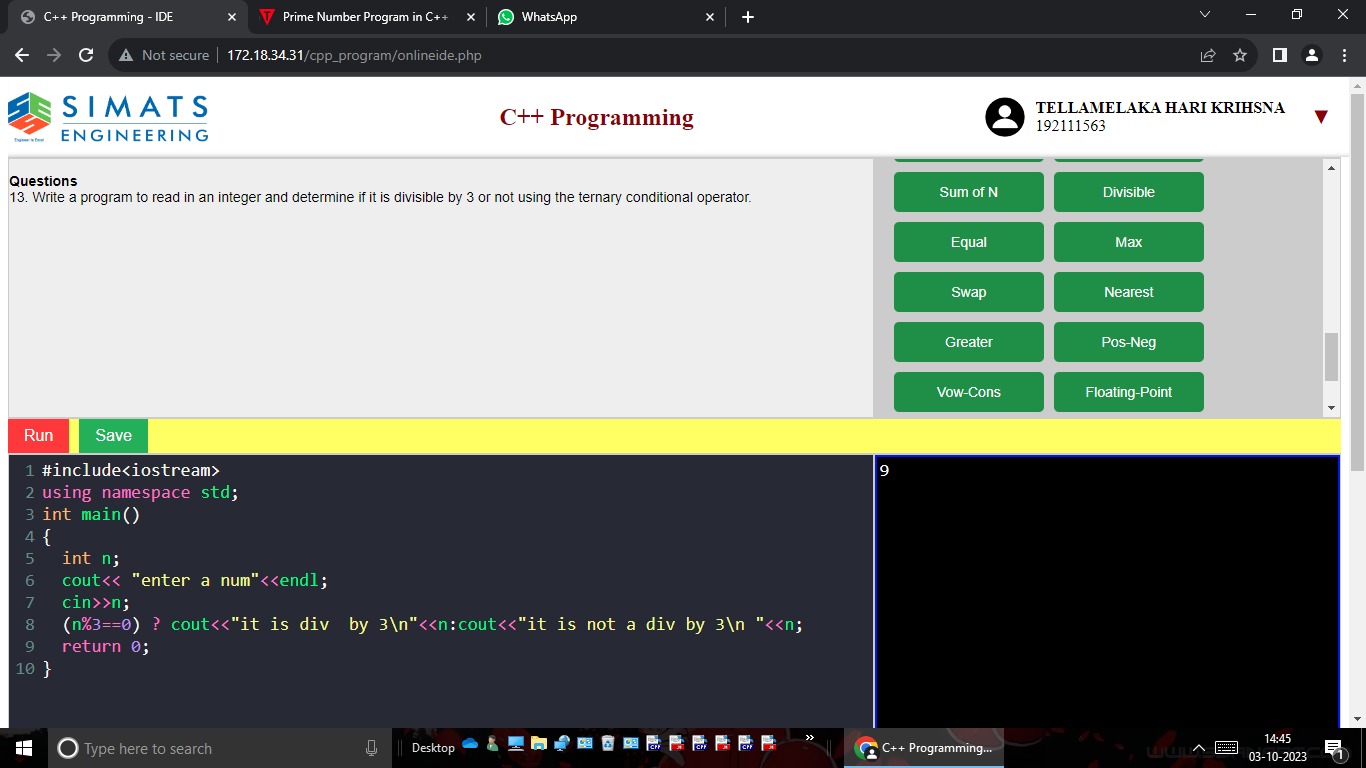 C++ Programming - IDE
Prime Number Program in C++
WhatsApp
Not secure 172.18.34.31/cpp_program/onlineide.php
SIMATS
ENGINEERING
Engineer to Excel
C++ Programming
TELLAMELAKA HARI KRIHSNA
192111563
Questions
13. Write a program to read in an integer and determine if it is divisible by 3 or not using the ternary conditional operator.
Sum of N Divisible
Equal Max
Swap Nearest
Greater Pos-Neg
Vow-Cons Floating-Point
Run Save
1 #include<iostream>
2 using namespace std;
3 int main()
4 {
5 int n;
6 cout<< "enter a num"<<endl;
7 cin>>n;
8 (n%3==0) ? cout<<"it is div  by 3\n"<<n:cout<<"it is not a div by 3\n "<<n;
9 return 0;
10 }
9
Type here to search
Desktop
C++ Programming...
14:45
03-10-2023
1